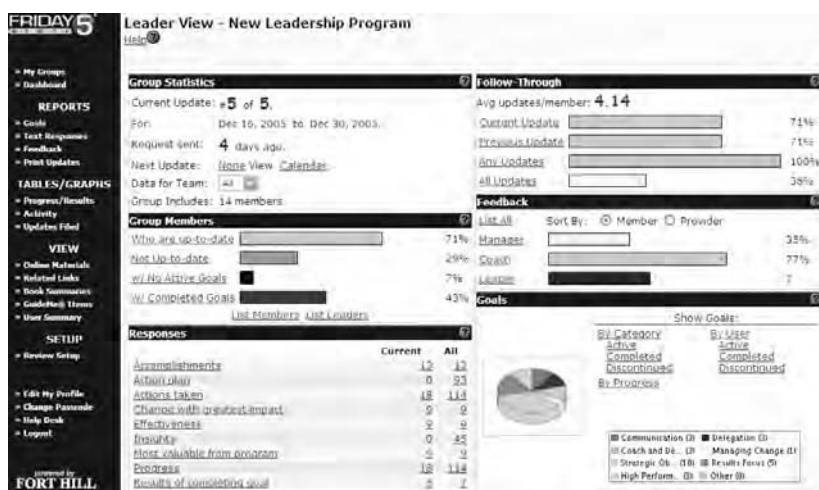 FRIDAY 5
Leader View - New Leadership Program
Help
» My Groups
» Dashboard
REPORTS
» Goals
» Text Responses
» Feedback
» Print Updates
TABLES/GRAPHS
» Progress/Results
» Activity
» Updates Filed
VIEW
» Online Materials
» Related Links
» Book Summaries
» GuideMe® Items
» User Summary
SETUP
» Review Setup
» Edit My Profile
» Change Passcode
» Help Desk
» Logout
powered by
FORT HILL
Group Statistics
Current Update: #5 of 5.
For: Dec 16, 2005 to Dec 30, 2005.
Request sent: 4 days ago.
Next Update: None View Calendar
Data for Team: All
Group Includes: 14 members
Group Members
Who are up-to-date 71%
Not Up-to-date 29%
w/ No Active Goals 7%
w/ Completed Goals 43%
List Members List Leaders
Responses
Current All
Accomplishments 12 12
Action plan 0 93
Actions taken 18 114
Change with greatest impact 9 9
Effectiveness 9 9
Insights 0 45
Most valuable from program 9 9
Progress 18 114
Results of completing goal
Follow-Through
Avg updates/member: 4.14
Current Update 71%
Previous Update 71%
Any Updates 100%
All Updates
Feedback
List All Sort By: Member Provider
Manager
Coach 77%
Leader 7
Goals
Show Goals:
By Category By User
Active Active
Completed Completed
Discontinued Discontinued
By Progress
Communication Delegation
Coach and De... Managing Change (1)
Strategic Ob... (10) Results Focus (5)
High Perform... Other